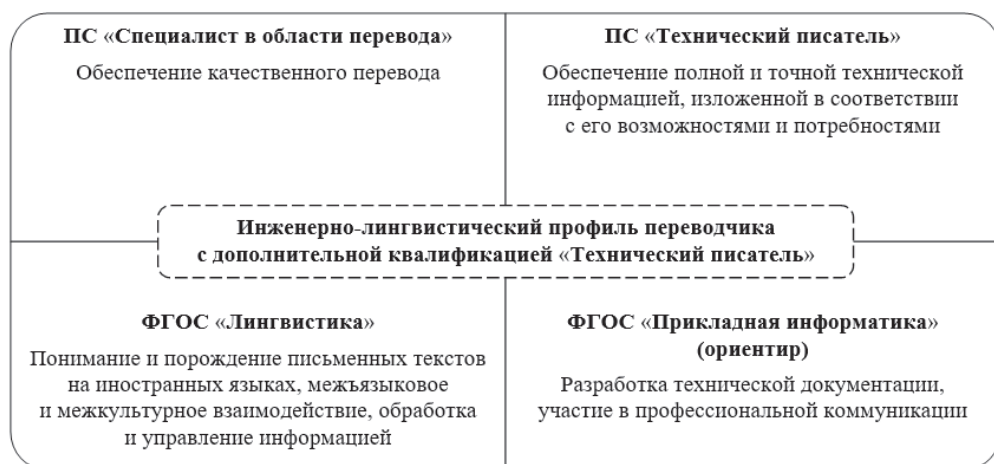 ПС «Специалист в области перевода»
Обеспечение качественного перевода
ПС «Технический писатель»
Обеспечение полной и точной технической
информацией, изложенной в соответствии
с его возможностями и потребностями
Инженерно-лингвистический профиль переводчика
с дополнительной квалификацией «Технический писатель»
ФГОС «Лингвистика»
Понимание и порождение письменных текстов
на иностранных языках, межъязыковое
и межкультурное взаимодействие, обработка
и управление информацией
ФГОС «Прикладная информатика»
(ориентир)
Разработка технической документации,
участие в профессиональной коммуникации